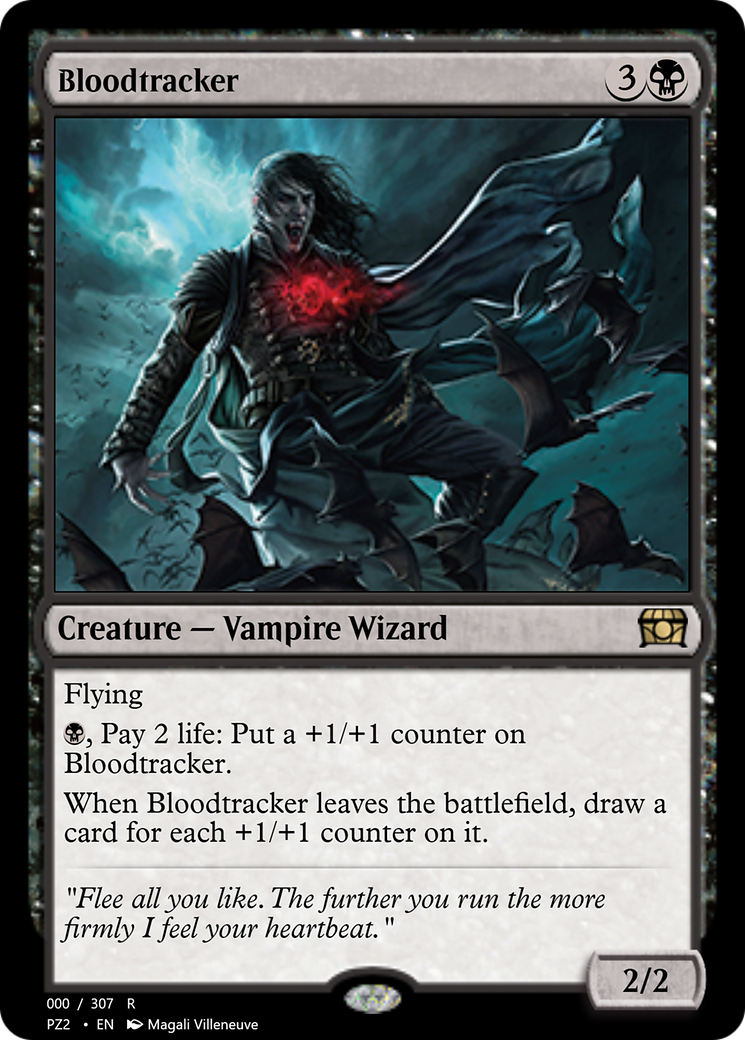 Bloodtracker 3
Creature — Vampire Wizard
Flying
, Pay 2 life: Put a +1/+1 counter on
Bloodtracker.
When Bloodtracker leaves the battlefield, draw a
card for each +1/+1 counter on it.
"Flee all you like. The further you run the more
firmly I feel your heartbeat."
2/2
000 / 307 R
PZ2 • EN Magali Villeneuve